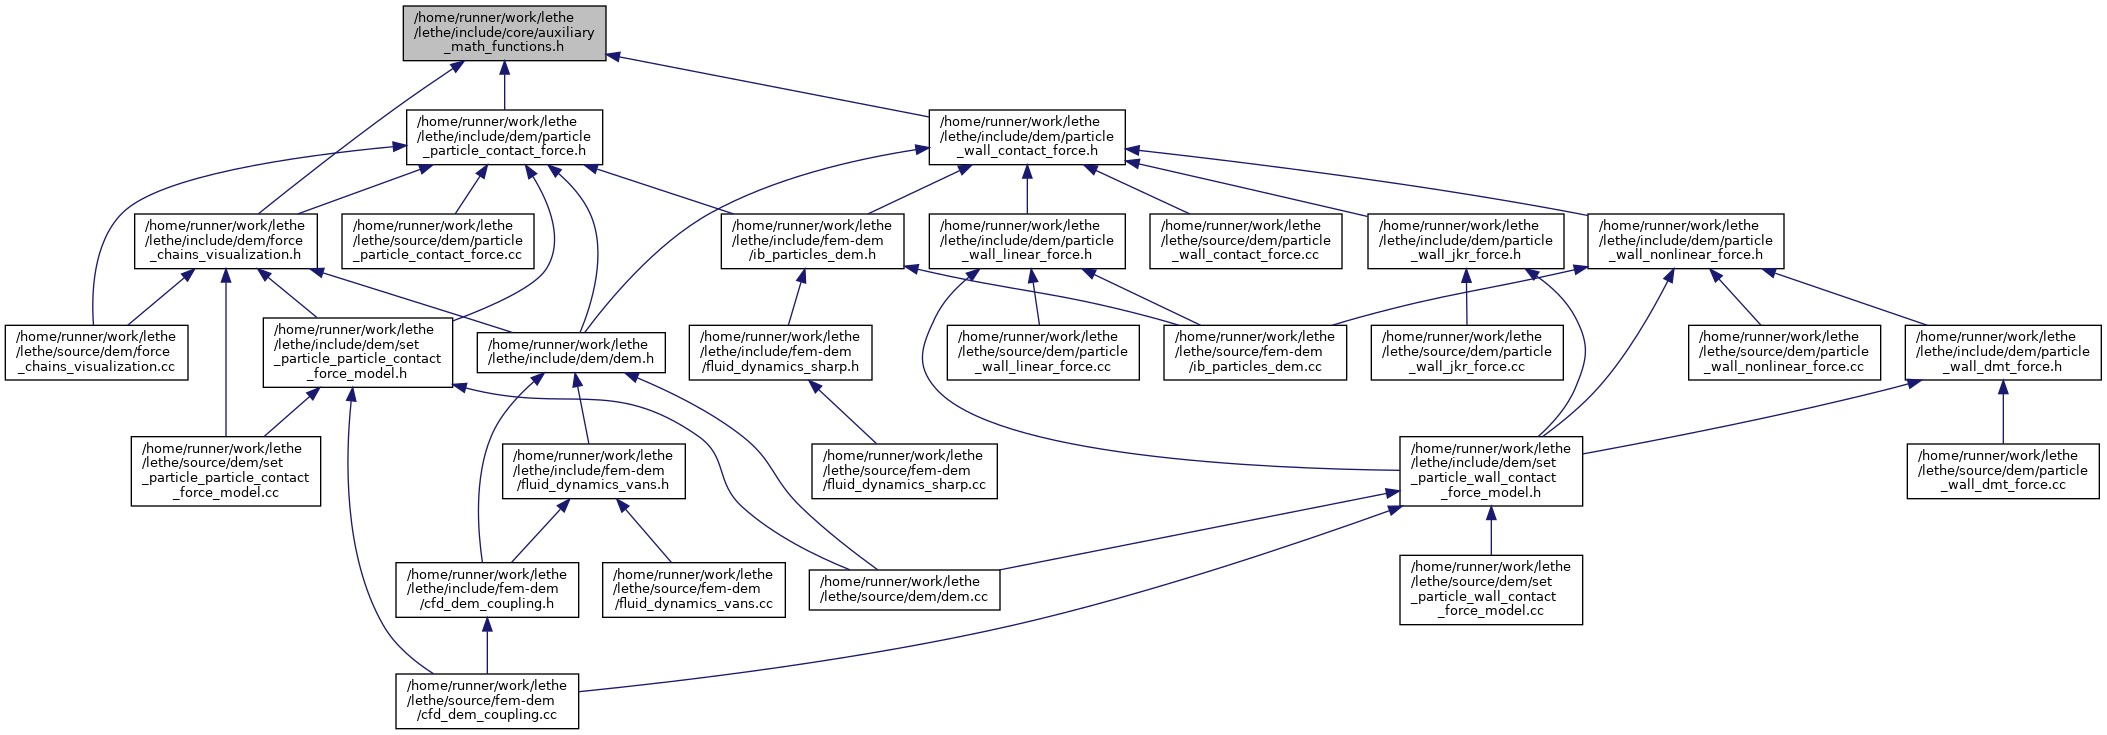 /home/runner/work/lethe
/lethe/include/core/auxiliary
_math_functions.h
/home/runner/work/lethe
/lethe/include/dem/particle
_particle_contact_force.h
/home/runner/work/lethe
/lethe/include/dem/particle
_wall_contact_force.h
/home/runner/work/lethe
/lethe/include/dem/force
_chains_visualization.h
/home/runner/work/lethe
/lethe/source/dem/particle
_particle_contact_force.cc
/home/runner/work/lethe
/lethe/include/fem-dem
/ib_particles_dem.h
/home/runner/work/lethe
/lethe/include/dem/particle
_wall_linear_force.h
/home/runner/work/lethe
/lethe/source/dem/particle
_wall_contact_force.cc
/home/runner/work/lethe
/lethe/include/dem/particle
_wall_jkr_force.h
/home/runner/work/lethe
/lethe/include/dem/particle
_wall_nonlinear_force.h
/home/runner/work/lethe
/lethe/source/dem/force
_chains_visualization.cc
/home/runner/work/lethe
/lethe/include/dem/set
_particle_particle_contact
_force_model.h
/home/runner/work/lethe
/lethe/include/dem/dem.h
/home/runner/work/lethe
/lethe/include/fem-dem
/fluid_dynamics_sharp.h
/home/runner/work/lethe
/lethe/source/dem/particle
_wall_linear_force.cc
/home/runner/work/lethe
/lethe/source/fem-dem
/ib_particles_dem.cc
/home/runner/work/lethe
/lethe/source/dem/particle
_wall_jkr_force.cc
/home/runner/work/lethe
/lethe/source/dem/particle
_wall_nonlinear_force.cc
/home/runner/work/lethe
/lethe/include/dem/particle
_wall_dmt_force.h
/home/runner/work/lethe
/lethe/source/dem/set
_particle_particle_contact
_force_model.cc
/home/runner/work/lethe
/lethe/include/fem-dem
/fluid_dynamics_vans.h
/home/runner/work/lethe
/lethe/source/fem-dem
/fluid_dynamics_sharp.cc
/home/runner/work/lethe
/lethe/include/dem/set
_particle_wall_contact
_force_model.h
/home/runner/work/lethe
/lethe/source/dem/particle
_wall_dmt_force.cc
/home/runner/work/lethe
/lethe/include/fem-dem
/cfd_dem_coupling.h
/home/runner/work/lethe
/lethe/source/fem-dem
/fluid_dynamics_vans.cc
/home/runner/work/lethe
/lethe/source/dem/dem.cc
/home/runner/work/lethe
/lethe/source/dem/set
_particle_wall_contact
_force_model.cc
/home/runner/work/lethe
/lethe/source/fem-dem
/cfd_dem_coupling.cc